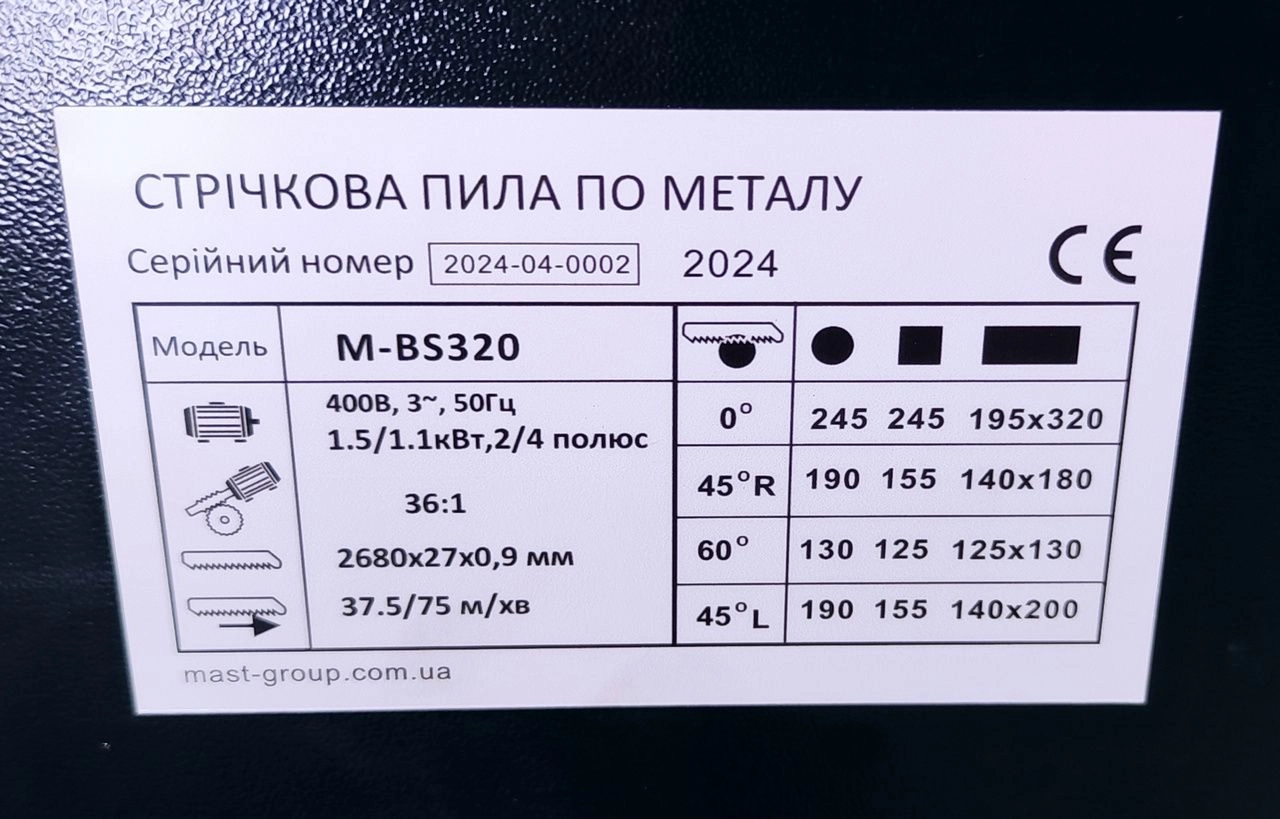 СТРІЧКОВА ПИЛА ПО МЕТАЛУ
Серійний номер 2024-04-0002 2024 CE
Модель M-BS320
400В, 3~, 50Гц
1.5/1.1кВт,2/4 полюс
36:1
2680x27x0,9 мм
37.5/75 м/хв
0° 245 245 195x320
45°R 190 155 140x180
60° 130 125 125x130
45°L 190 155 140x200
mast-group.com.ua